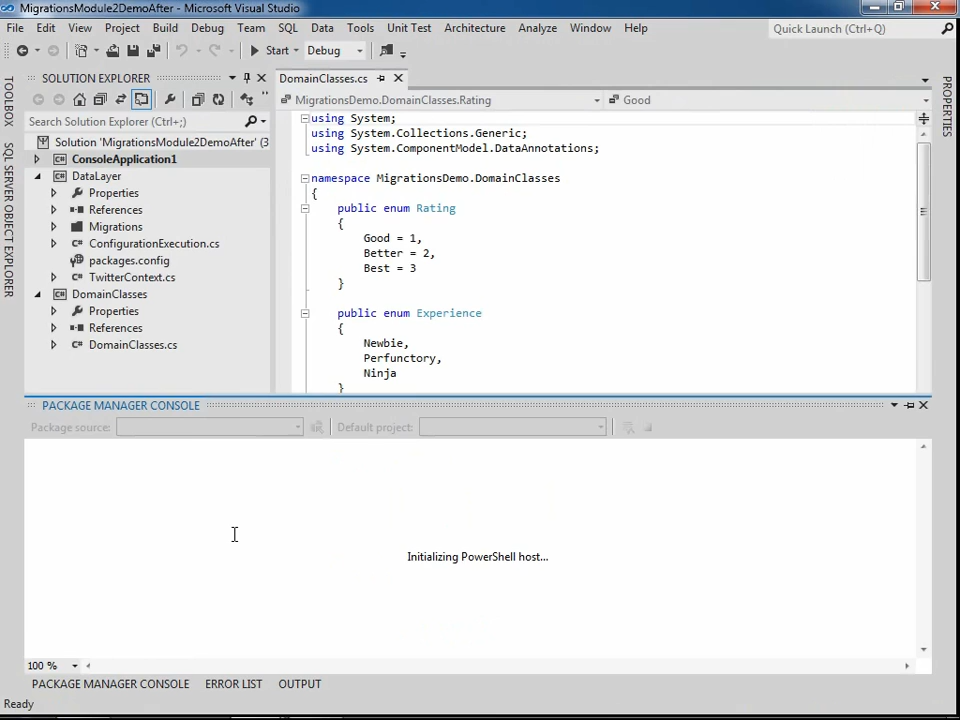 MigrationsModule2DemoAfter - Microsoft Visual Studio
File Edit View Project Build Debug Team SQL Data Tools Unit Test Architecture Analyze Window Help
Quick Launch (Ctrl+Q)
Start Debug
SOLUTION EXPLORER
DomainClasses.cs
MigrationsDemo.DomainClasses.Rating
Good
Search Solution Explorer (Ctrl+;)
Solution 'MigrationsModule2DemoAfter' (3
ConsoleApplication1
DataLayer
Properties
References
Migrations
ConfigurationExecution.cs
packages.config
TwitterContext.cs
DomainClasses
Properties
References
DomainClasses.cs
using System;
using System.Collections.Generic;
using System.ComponentModel.DataAnnotations;
namespace MigrationsDemo.DomainClasses
{
public enum Rating
{
Good = 1,
Better = 2,
Best = 3
}
public enum Experience
{
Newbie,
Perfunctory,
Ninja
}
TOOLBOX
SQL SERVER OBJECT EXPLORER
PROPERTIES
PACKAGE MANAGER CONSOLE
Package source:
Default project:
Initializing PowerShell host...
100 %
PACKAGE MANAGER CONSOLE ERROR LIST OUTPUT
Ready